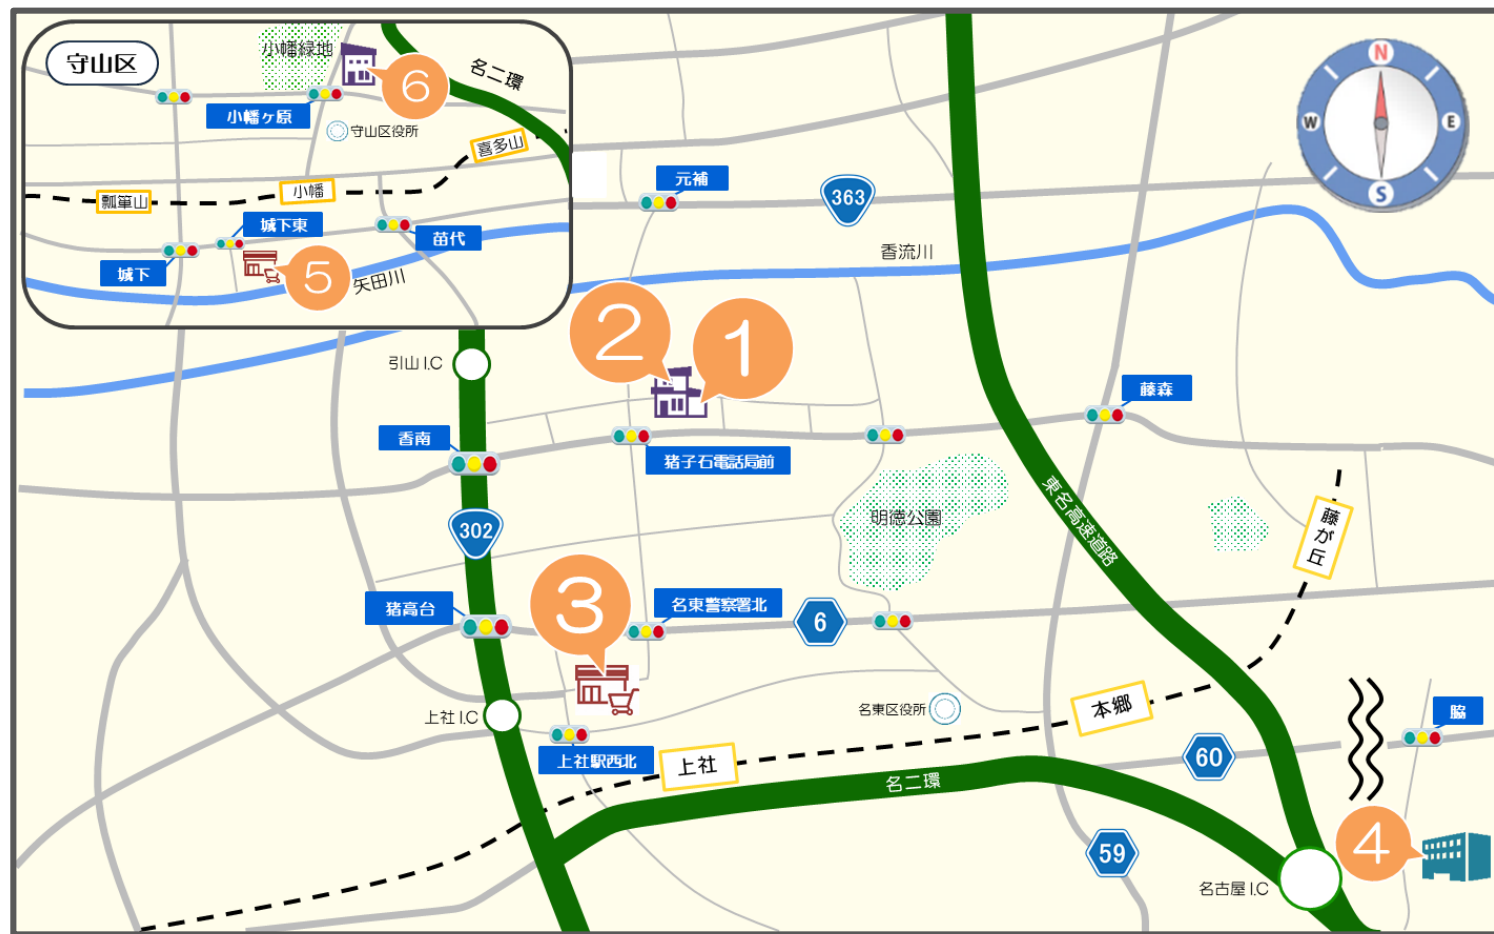 守山区
小幡緑地
6
名二環
小幡ヶ原
守山区役所
喜多山
瓢箪山
小幡
城下東
苗代
城下
5
矢田川
N
W
E
S
元補
363
香流川
2
1
引山 I.C
藤森
香南
猪子石電話局前
302
明徳公園
東名高速道路
藤が丘
3
猪高台
名東警察署北
6
上社 I.C
名東区役所
本郷
脇
上社駅西北
上社
60
名二環
59
4
名古屋 I.C